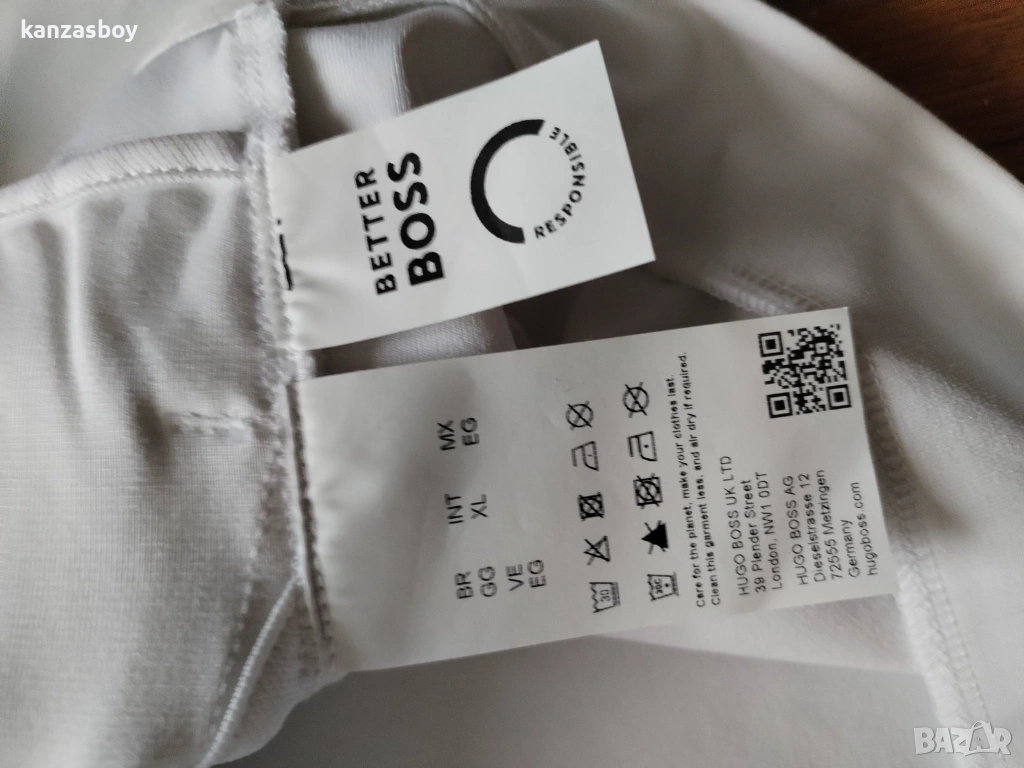 kanzasboy
BETTER
BOSS
RESPONSIBLE
BR INT MX
GG XL EG
VE
EG
30
Care for the planet, make your clothes last.
Clean this garment less, and air dry if required.
HUGO BOSS UK LTD
39 Plender Street
London, NW1 0DT
HUGO BOSS AG
Dieselstrasse 12
72555 Metzingen
Germany
hugoboss.com
BAZAR